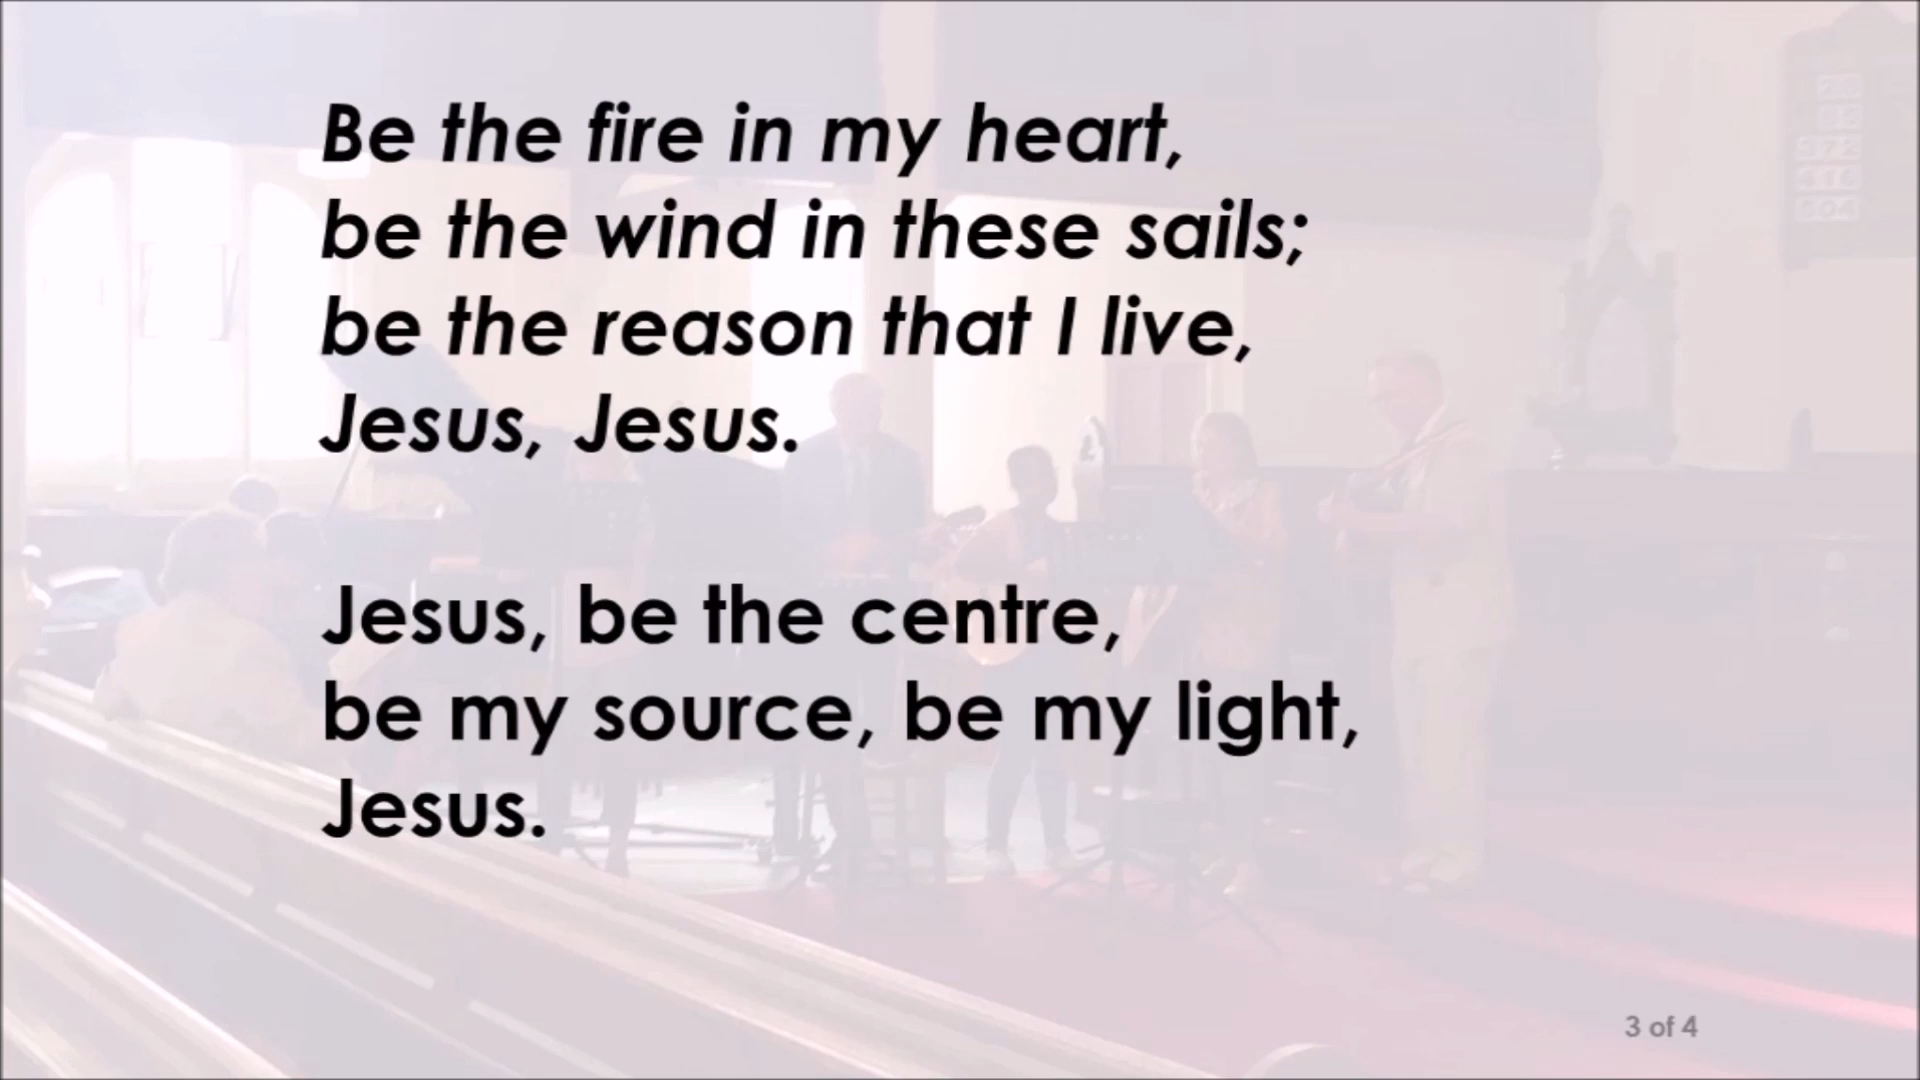 Be the fire in my heart,
be the wind in these sails;
be the reason that I live,
Jesus, Jesus.
Jesus, be the centre,
be my source, be my light,
Jesus.
3 of 4